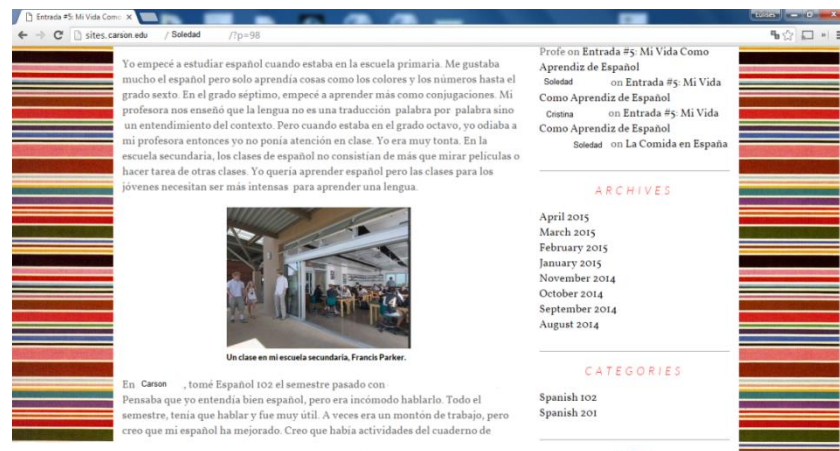 Entrada #5: Mi Vida Como
sites.carson.edu / Soledad /?p=98
Yo empecé a estudiar español cuando estaba en la escuela primaria. Me gustaba
mucho el español pero solo aprendía cosas como los colores y los números hasta el
grado sexto. En el grado séptimo, empecé a aprender más como conjugaciones. Mi
profesora nos enseñó que la lengua no es una traducción palabra por palabra sino
un entendimiento del contexto. Pero cuando estaba en el grado octavo, yo odiaba a
mi profesora entonces yo no ponía atención en clase. Yo era muy tonta. En la
escuela secundaria, los clases de español no consistían de más que mirar películas o
hacer tarea de otras clases. Yo quería aprender español pero las clases para los
jóvenes necesitan ser más intensas para aprender una lengua.
Un clase en mi escuela secundaria, Francis Parker.
En Carson , tomé Español 102 el semestre pasado con
Pensaba que yo entendía bien español, pero era incómodo hablarlo. Todo el
semestre, tenía que hablar y fue muy útil. A veces era un montón de trabajo, pero
creo que mi español ha mejorado. Creo que había actividades del cuaderno de
Profe on Entrada #5: Mi Vida Como
Aprendiz de Español
Soledad on Entrada #5: Mi Vida
Como Aprendiz de Español
Cristina on Entrada #5: Mi Vida
Como Aprendiz de Español
Soledad on La Comida en España
ARCHIVES
April 2015
March 2015
February 2015
January 2015
November 2014
October 2014
September 2014
August 2014
CATEGORIES
Spanish 102
Spanish 201